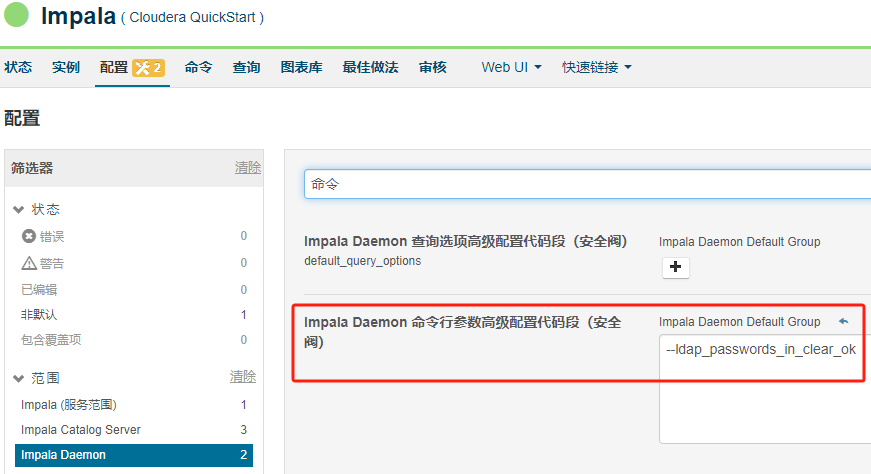 Impala ( Cloudera QuickStart )
状态 实例 配置 2 命令 查询 图表库 最佳做法 审核 Web UI 快速链接
配置
筛选器 清除
状态
错误 0
警告 0
已编辑 0
非默认 1
包含覆盖项 0
范围 清除
Impala (服务范围) 1
Impala Catalog Server 3
Impala Daemon 2
命令
Impala Daemon 查询选项高级配置代码段（安全阀） Impala Daemon Default Group
default_query_options
Impala Daemon 命令行参数高级配置代码段（安全 Impala Daemon Default Group
阀）
--ldap_passwords_in_clear_ok